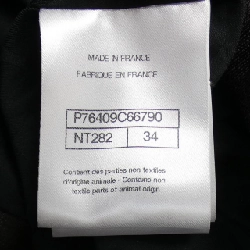 MADE IN FRANCE
FABRIQUE EN FRANCE
P76409C66790
NT282 34
Contient des parties non textiles
d'origine animale - Contains non
textile parts of animal origin